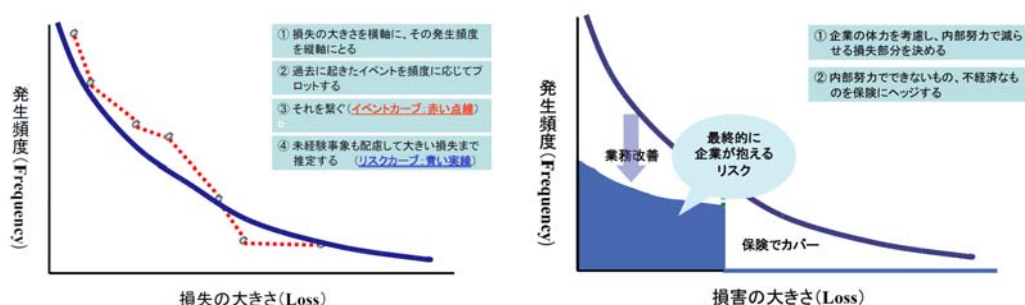 発生頻度(Frequency)
① 損失の大きさを横軸に、その発生頻度
を縦軸にとる
② 過去に起きたイベントを頻度に応じてプ
ロットする
③ それを繋ぐ(イベントカーブ：赤い点線)
④ 未経験事象も配慮して大きい損失まで
推定する (リスクカーブ：青い実線)
損失の大きさ(Loss)
発生頻度(Frequency)
① 企業の体力を考慮し、内部努力で減ら
せる損失部分を決める
② 内部努力でできないもの、不経済なも
のを保険にヘッジする
業務改善
最終的に
企業が抱える
リスク
保険でカバー
損害の大きさ(Loss)